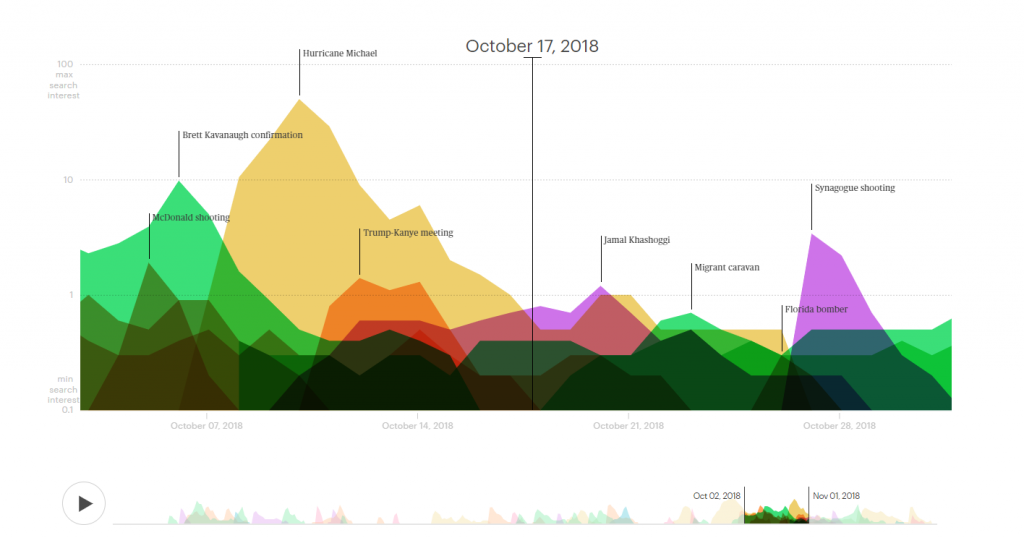 October 17, 2018
Hurricane Michael
100
max
search
interest
Brett Kavanaugh confirmation
10
Synagogue shooting
McDonald shooting
Trump-Kanye meeting
Jamal Khashoggi
Migrant caravan
1
Florida bomber
min
search
interest
0.1
October 07, 2018
October 14, 2018
October 21, 2018
October 28, 2018
Oct 02, 2018
Nov 01, 2018